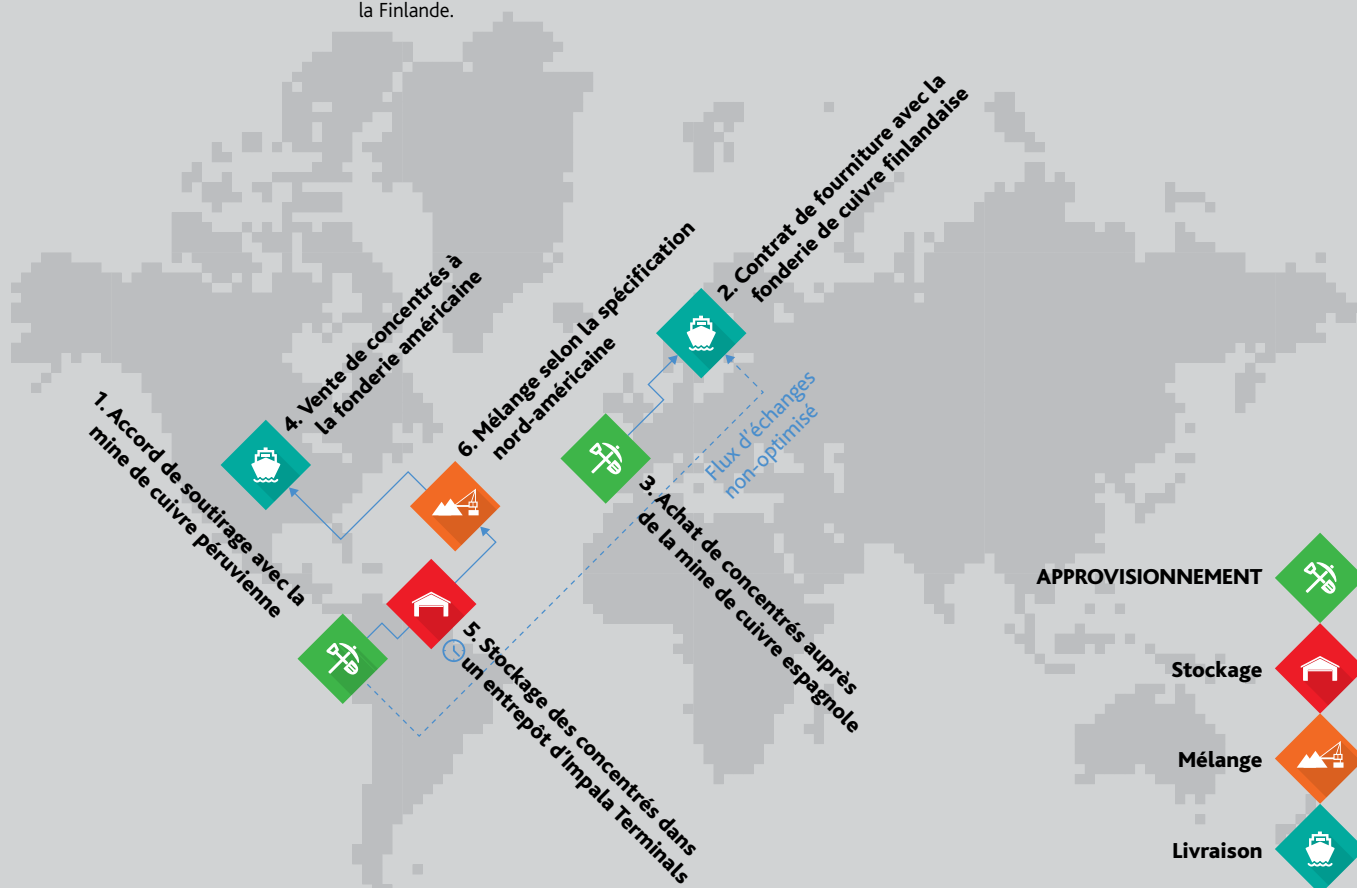 la Finlande.
1. Accord de soutirage avec la
mine de cuivre péruvienne
4. Vente de concentrés à
la fonderie américaine
6. Mélange selon la spécification
nord-américaine
2. Contrat de fourniture avec la
fonderie de cuivre finlandaise
Flux d'échanges
non-optimisé
3. Achat de concentrés auprès
de la mine de cuivre espagnole
5. Stockage des concentrés dans
un entrepôt d'Impala Terminals
APPROVISIONNEMENT
Stockage
Mélange
Livraison